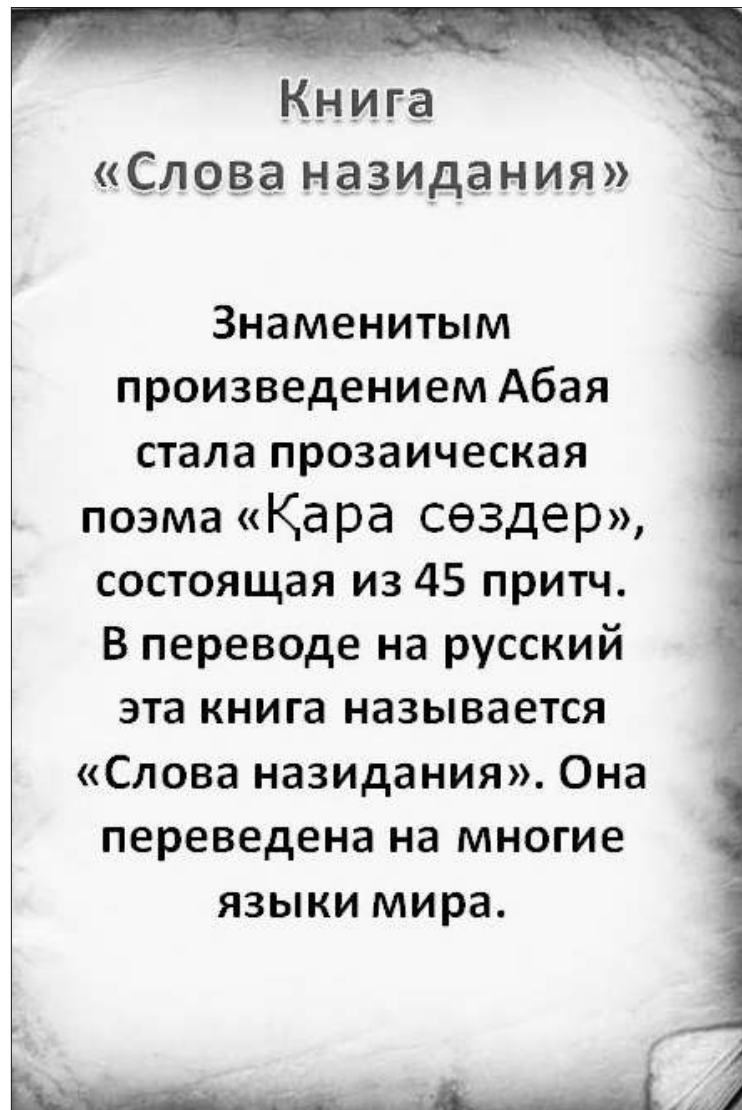 Книга
«Слова назидания»
Знаменитым
произведением Абая
стала прозаическая
поэма «Қара сөздер»,
состоящая из 45 притч.
В переводе на русский
эта книга называется
«Слова назидания». Она
переведена на многие
языки мира.